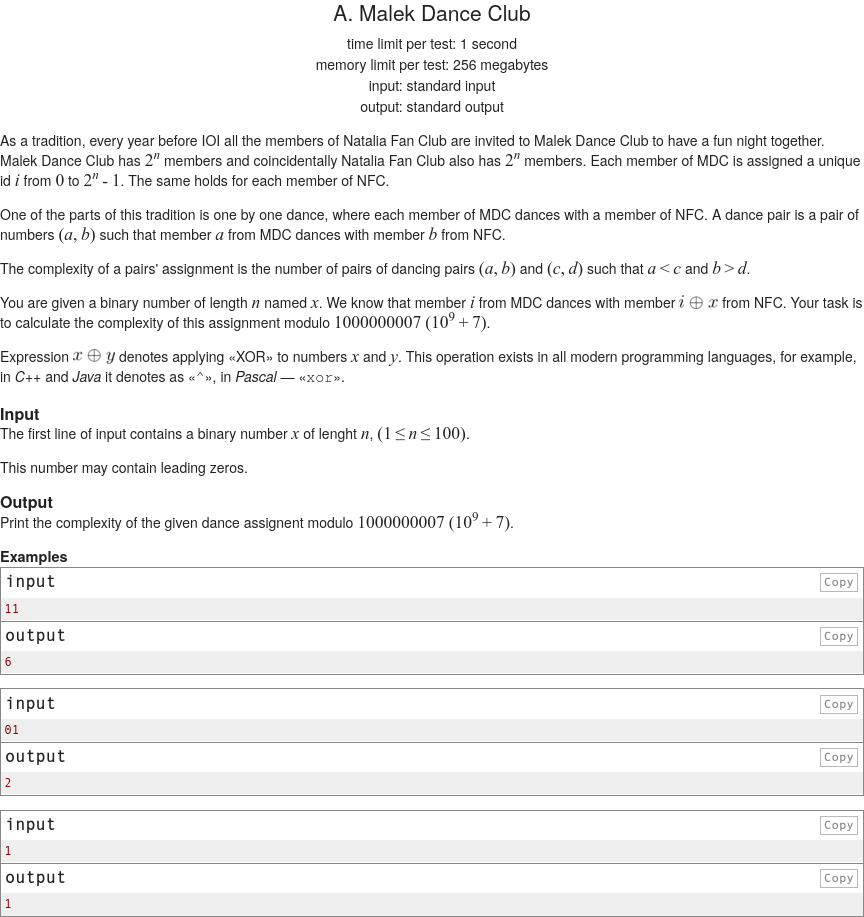 A. Malek Dance Club
time limit per test: 1 second
memory limit per test: 256 megabytes
input: standard input
output: standard output
As a tradition, every year before IOI all the members of Natalia Fan Club are invited to Malek Dance Club to have a fun night together.
Malek Dance Club has 2^n members and coincidentally Natalia Fan Club also has 2^n members. Each member of MDC is assigned a unique
id i from 0 to 2^n - 1. The same holds for each member of NFC.
One of the parts of this tradition is one by one dance, where each member of MDC dances with a member of NFC. A dance pair is a pair of
numbers (a, b) such that member a from MDC dances with member b from NFC.
The complexity of a pairs' assignment is the number of pairs of dancing pairs (a, b) and (c, d) such that a < c and b > d.
You are given a binary number of length n named x. We know that member i from MDC dances with member i ⊕ x from NFC. Your task is
to calculate the complexity of this assignment modulo 1000000007 (10^9 + 7).
Expression x ⊕ y denotes applying «XOR» to numbers x and y. This operation exists in all modern programming languages, for example,
in C++ and Java it denotes as «^», in Pascal — «xor».
Input
The first line of input contains a binary number x of lenght n, (1 ≤ n ≤ 100).
This number may contain leading zeros.
Output
Print the complexity of the given dance assignent modulo 1000000007 (10^9 + 7).
Examples
input Copy
11
output Copy
6
input Copy
01
output Copy
2
input Copy
1
output Copy
1